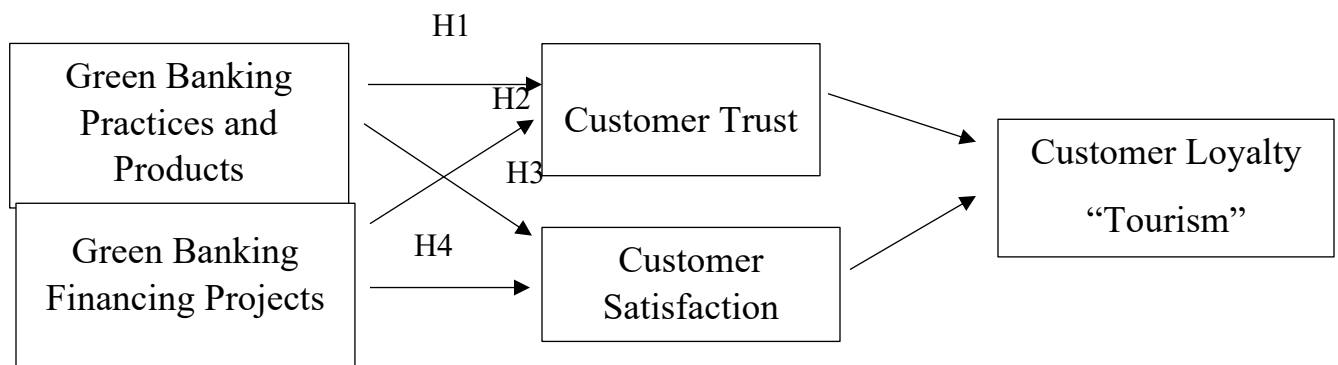 H1
Green Banking
Practices and
Products
H2
Customer Trust
H3
Customer Loyalty
“Tourism”
Green Banking
Financing Projects
H4
Customer
Satisfaction